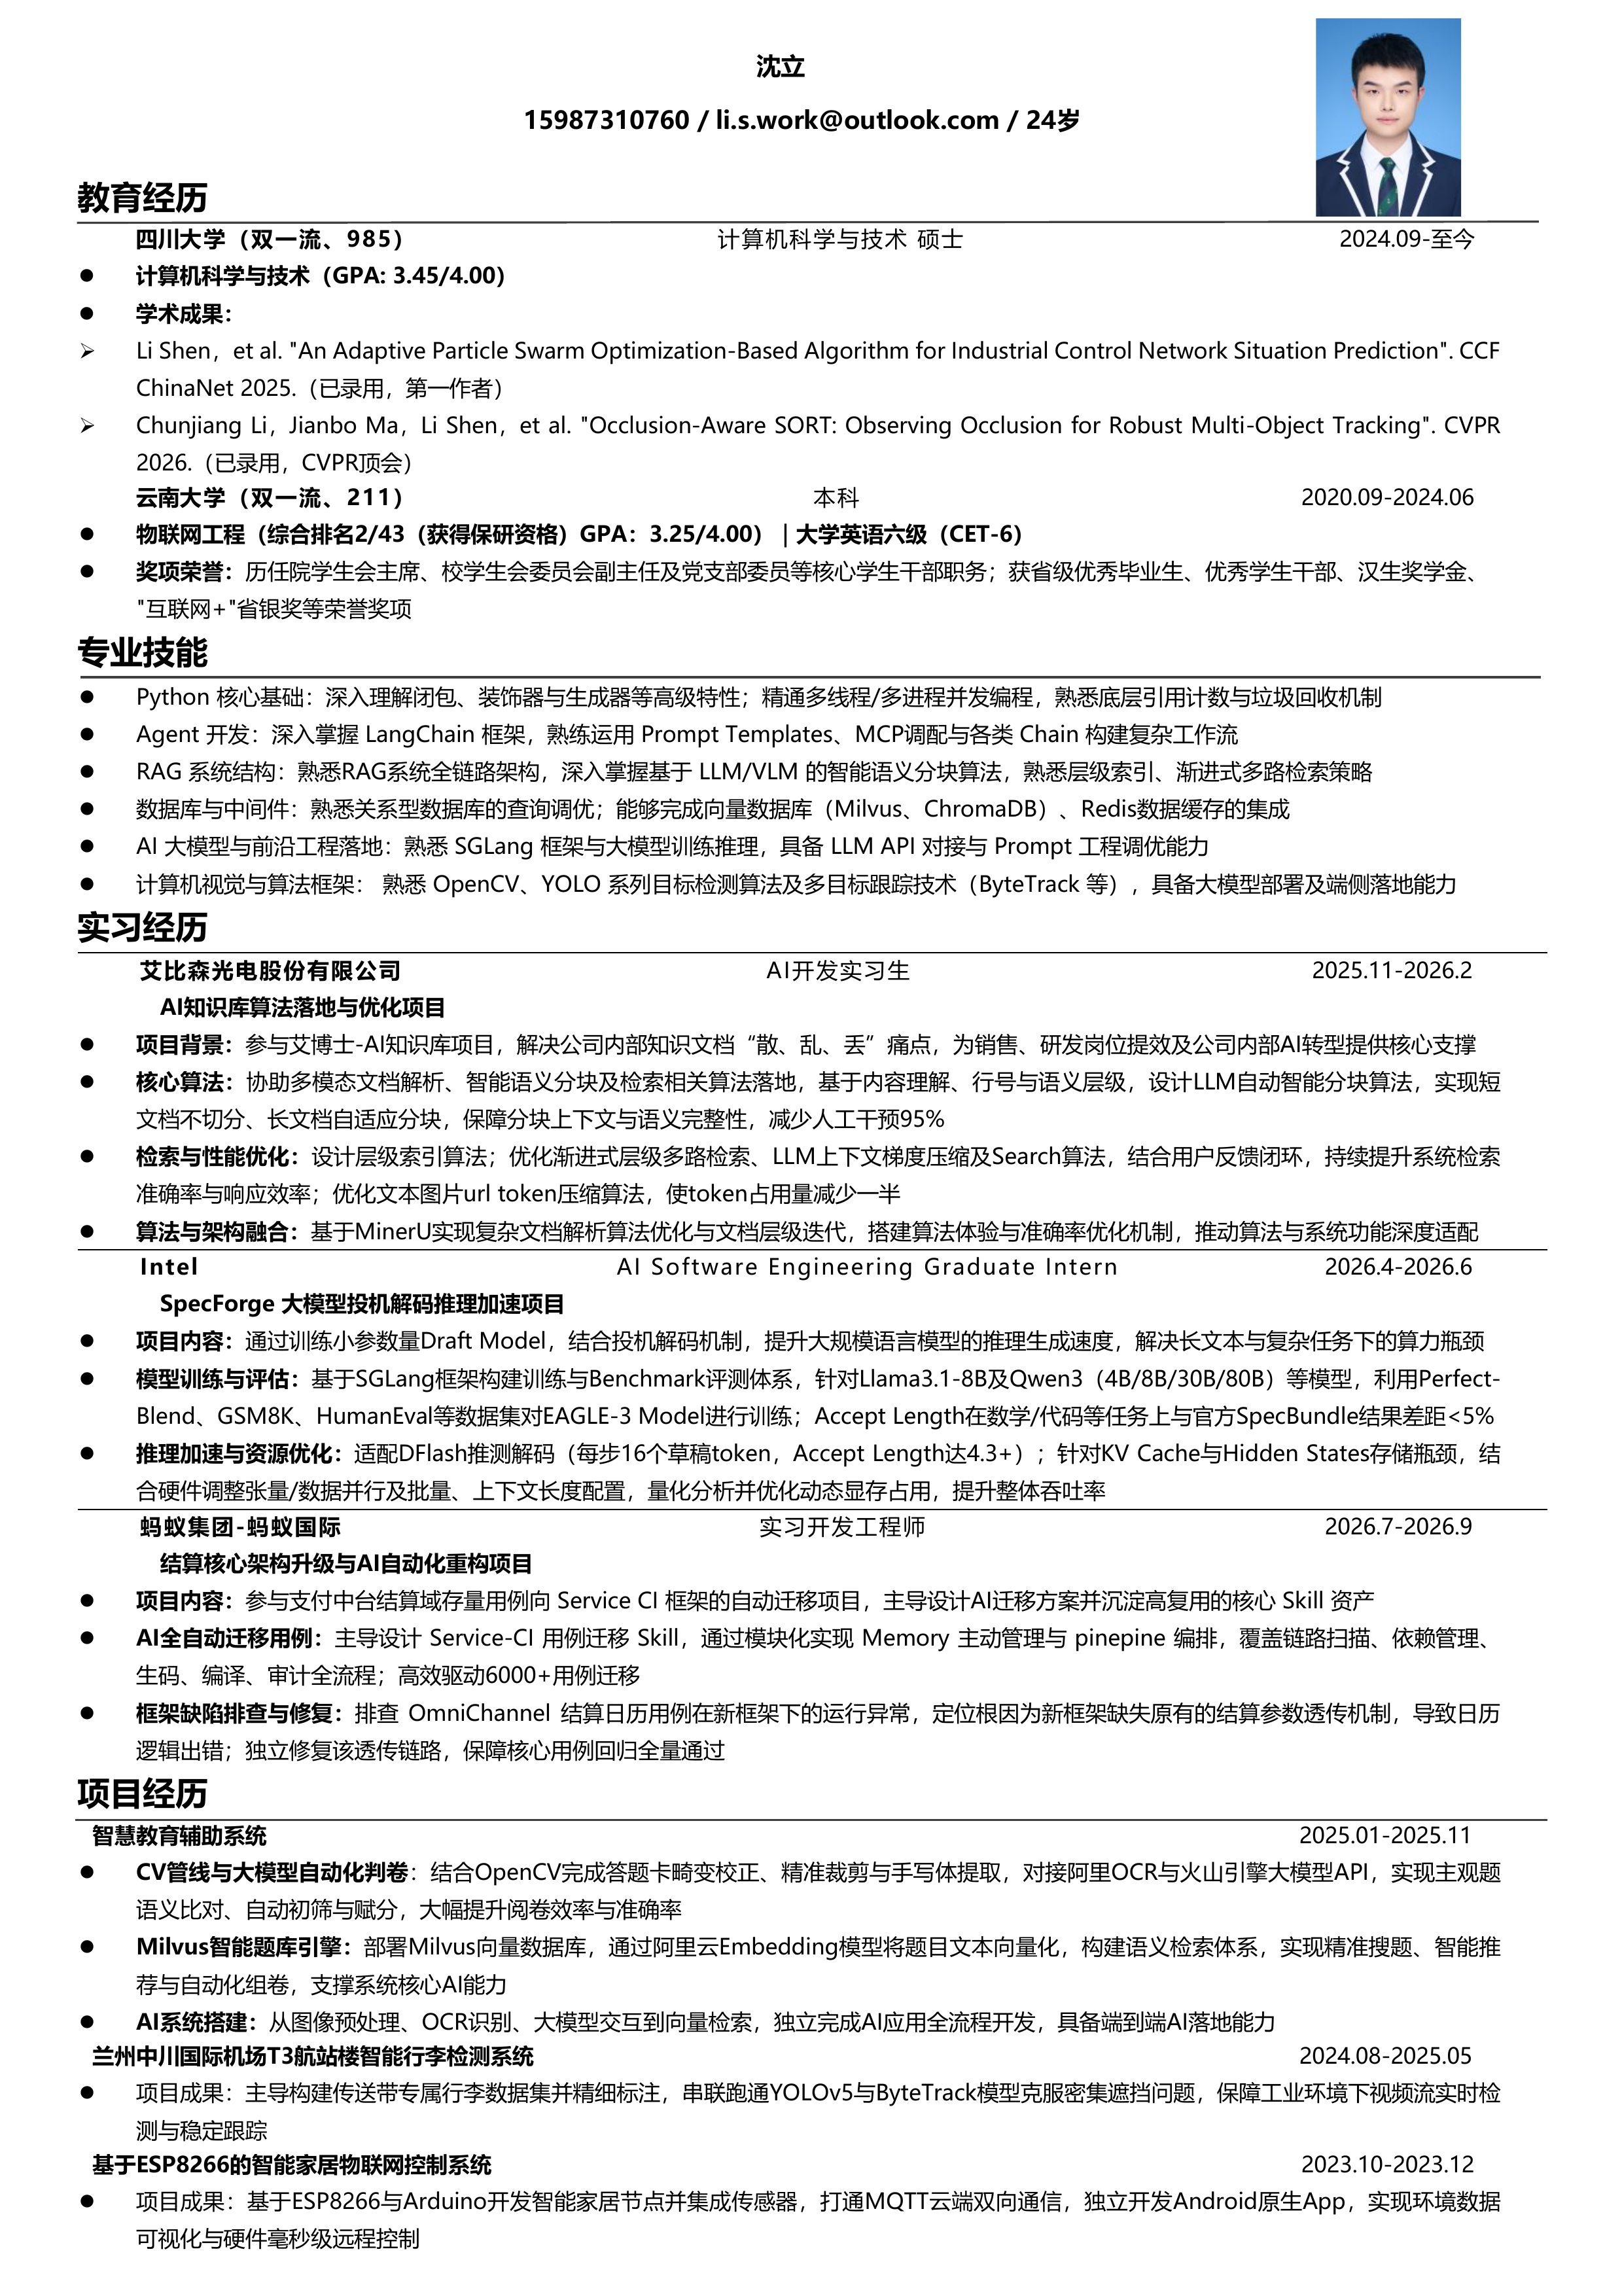 沈立
15987310760 / li.s.work@outlook.com / 24岁
教育经历
四川大学（双一流、985） 计算机科学与技术 硕士 2024.09-至今
● 计算机科学与技术（GPA: 3.45/4.00）
● 学术成果：
➢ Li Shen，et al. "An Adaptive Particle Swarm Optimization-Based Algorithm for Industrial Control Network Situation Prediction". CCF
ChinaNet 2025.（已录用，第一作者）
➢ Chunjiang Li，Jianbo Ma，Li Shen，et al. "Occlusion-Aware SORT: Observing Occlusion for Robust Multi-Object Tracking". CVPR
2026.（已录用，CVPR顶会）
云南大学（双一流、211） 本科 2020.09-2024.06
● 物联网工程（综合排名2/43（获得保研资格）GPA：3.25/4.00） | 大学英语六级（CET-6）
● 奖项荣誉：历任院学生会主席、校学生会委员会副主任及党支部委员等核心学生干部职务；获省级优秀毕业生、优秀学生干部、汉生奖学金、
"互联网+"省银奖等荣誉奖项
专业技能
● Python 核心基础：深入理解闭包、装饰器与生成器等高级特性；精通多线程/多进程并发编程，熟悉底层引用计数与垃圾回收机制
● Agent 开发：深入掌握 LangChain 框架，熟练运用 Prompt Templates、MCP调配与各类 Chain 构建复杂工作流
● RAG 系统结构：熟悉RAG系统全链路架构，深入掌握基于 LLM/VLM 的智能语义分块算法，熟悉层级索引、渐进式多路检索策略
● 数据库与中间件：熟悉关系型数据库的查询调优；能够完成向量数据库（Milvus、ChromaDB）、Redis数据缓存的集成
● AI 大模型与前沿工程落地：熟悉 SGLang 框架与大模型训练推理，具备 LLM API 对接与 Prompt 工程调优能力
● 计算机视觉与算法框架： 熟悉 OpenCV、YOLO 系列目标检测算法及多目标跟踪技术（ByteTrack 等），具备大模型部署及端侧落地能力
实习经历
艾比森光电股份有限公司 AI开发实习生 2025.11-2026.2
AI知识库算法落地与优化项目
● 项目背景：参与艾博士-AI知识库项目，解决公司内部知识文档“散、乱、丢”痛点，为销售、研发岗位提效及公司内部AI转型提供核心支撑
● 核心算法：协助多模态文档解析、智能语义分块及检索相关算法落地，基于内容理解、行号与语义层级，设计LLM自动智能分块算法，实现短
文档不切分、长文档自适应分块，保障分块上下文与语义完整性，减少人工干预95%
● 检索与性能优化：设计层级索引算法；优化渐进式层级多路检索、LLM上下文梯度压缩及Search算法，结合用户反馈闭环，持续提升系统检索
准确率与响应效率；优化文本图片url token压缩算法，使token占用量减少一半
● 算法与架构融合：基于MinerU实现复杂文档解析算法优化与文档层级迭代，搭建算法体验与准确率优化机制，推动算法与系统功能深度适配
Intel AI Software Engineering Graduate Intern 2026.4-2026.6
SpecForge 大模型投机解码推理加速项目
● 项目内容：通过训练小参数量Draft Model，结合投机解码机制，提升大规模语言模型的推理生成速度，解决长文本与复杂任务下的算力瓶颈
● 模型训练与评估：基于SGLang框架构建训练与Benchmark评测体系，针对Llama3.1-8B及Qwen3（4B/8B/30B/80B）等模型，利用Perfect-
Blend、GSM8K、HumanEval等数据集对EAGLE-3 Model进行训练；Accept Length在数学/代码等任务上与官方SpecBundle结果差距<5%
● 推理加速与资源优化：适配DFlash推测解码（每步16个草稿token，Accept Length达4.3+）；针对KV Cache与Hidden States存储瓶颈，结
合硬件调整张量/数据并行及批量、上下文长度配置，量化分析并优化动态显存占用，提升整体吞吐率
蚂蚁集团-蚂蚁国际 实习开发工程师 2026.7-2026.9
结算核心架构升级与AI自动化重构项目
● 项目内容：参与支付中台结算域存量用例向 Service CI 框架的自动迁移项目，主导设计AI迁移方案并沉淀高复用的核心 Skill 资产
● AI全自动迁移用例：主导设计 Service-CI 用例迁移 Skill，通过模块化实现 Memory 主动管理与 pinepine 编排，覆盖链路扫描、依赖管理、
生码、编译、审计全流程；高效驱动6000+用例迁移
● 框架缺陷排查与修复：排查 OmniChannel 结算日历用例在新框架下的运行异常，定位根因为新框架缺失原有的结算参数透传机制，导致日历
逻辑出错；独立修复该透传链路，保障核心用例回归全量通过
项目经历
智慧教育辅助系统 2025.01-2025.11
● CV管线与大模型自动化判卷：结合OpenCV完成答题卡畸变校正、精准裁剪与手写体提取，对接阿里OCR与火山引擎大模型API，实现主观题
语义比对、自动初筛与赋分，大幅提升阅卷效率与准确率
● Milvus智能题库引擎：部署Milvus向量数据库，通过阿里云Embedding模型将题目文本向量化，构建语义检索体系，实现精准搜题、智能推
荐与自动化组卷，支撑系统核心AI能力
● AI系统搭建：从图像预处理、OCR识别、大模型交互到向量检索，独立完成AI应用全流程开发，具备端到端AI落地能力
兰州中川国际机场T3航站楼智能行李检测系统 2024.08-2025.05
● 项目成果：主导构建传送带专属行李数据集并精细标注，串联跑通YOLOv5与ByteTrack模型克服密集遮挡问题，保障工业环境下视频流实时检
测与稳定跟踪
基于ESP8266的智能家居物联网控制系统 2023.10-2023.12
● 项目成果：基于ESP8266与Arduino开发智能家居节点并集成传感器，打通MQTT云端双向通信，独立开发Android原生App，实现环境数据
可视化与硬件毫秒级远程控制